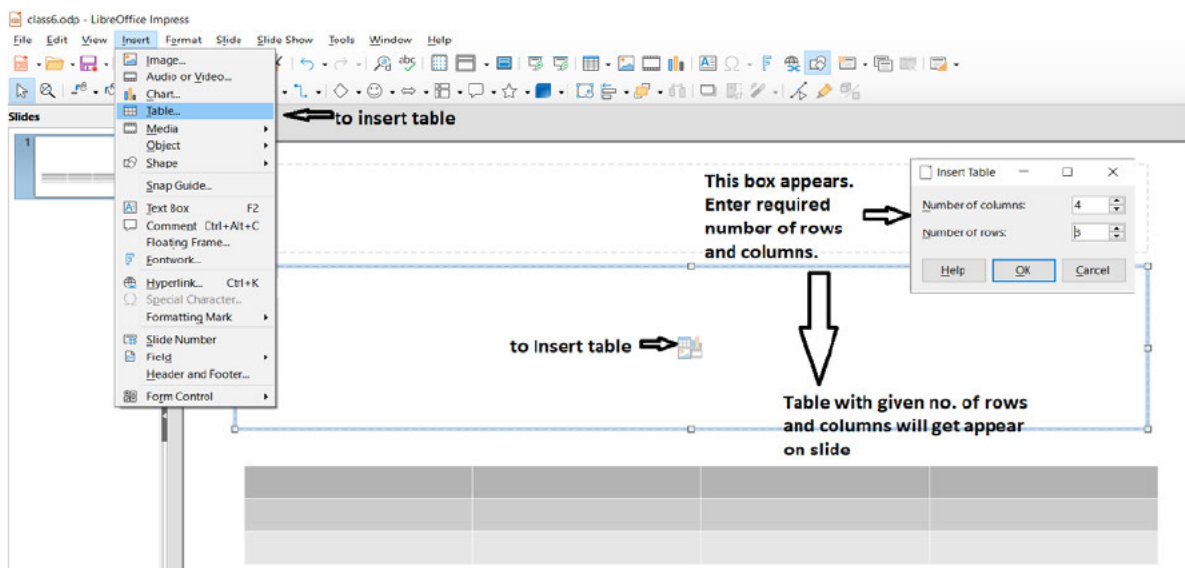 class6.odp - LibreOffice Impress
File Edit View Insert Format Slide Slide Show Tools Window Help
Image...
Audio or Video...
Chart...
Table...
to insert table
Slides
Media
Object
1
Shape
Snap Guide...
Text Box F2
Comment Ctrl+Alt+C
Floating Frame...
Fontwork...
Hyperlink... Ctrl+K
Special Character...
Formatting Mark
Slide Number
Field
Header and Footer...
Form Control
This box appears.
Enter required
number of rows
and columns.
Insert Table
Number of columns: 4
Number of rows: 3
Help OK Cancel
to Insert table
Table with given no. of rows
and columns will get appear
on slide